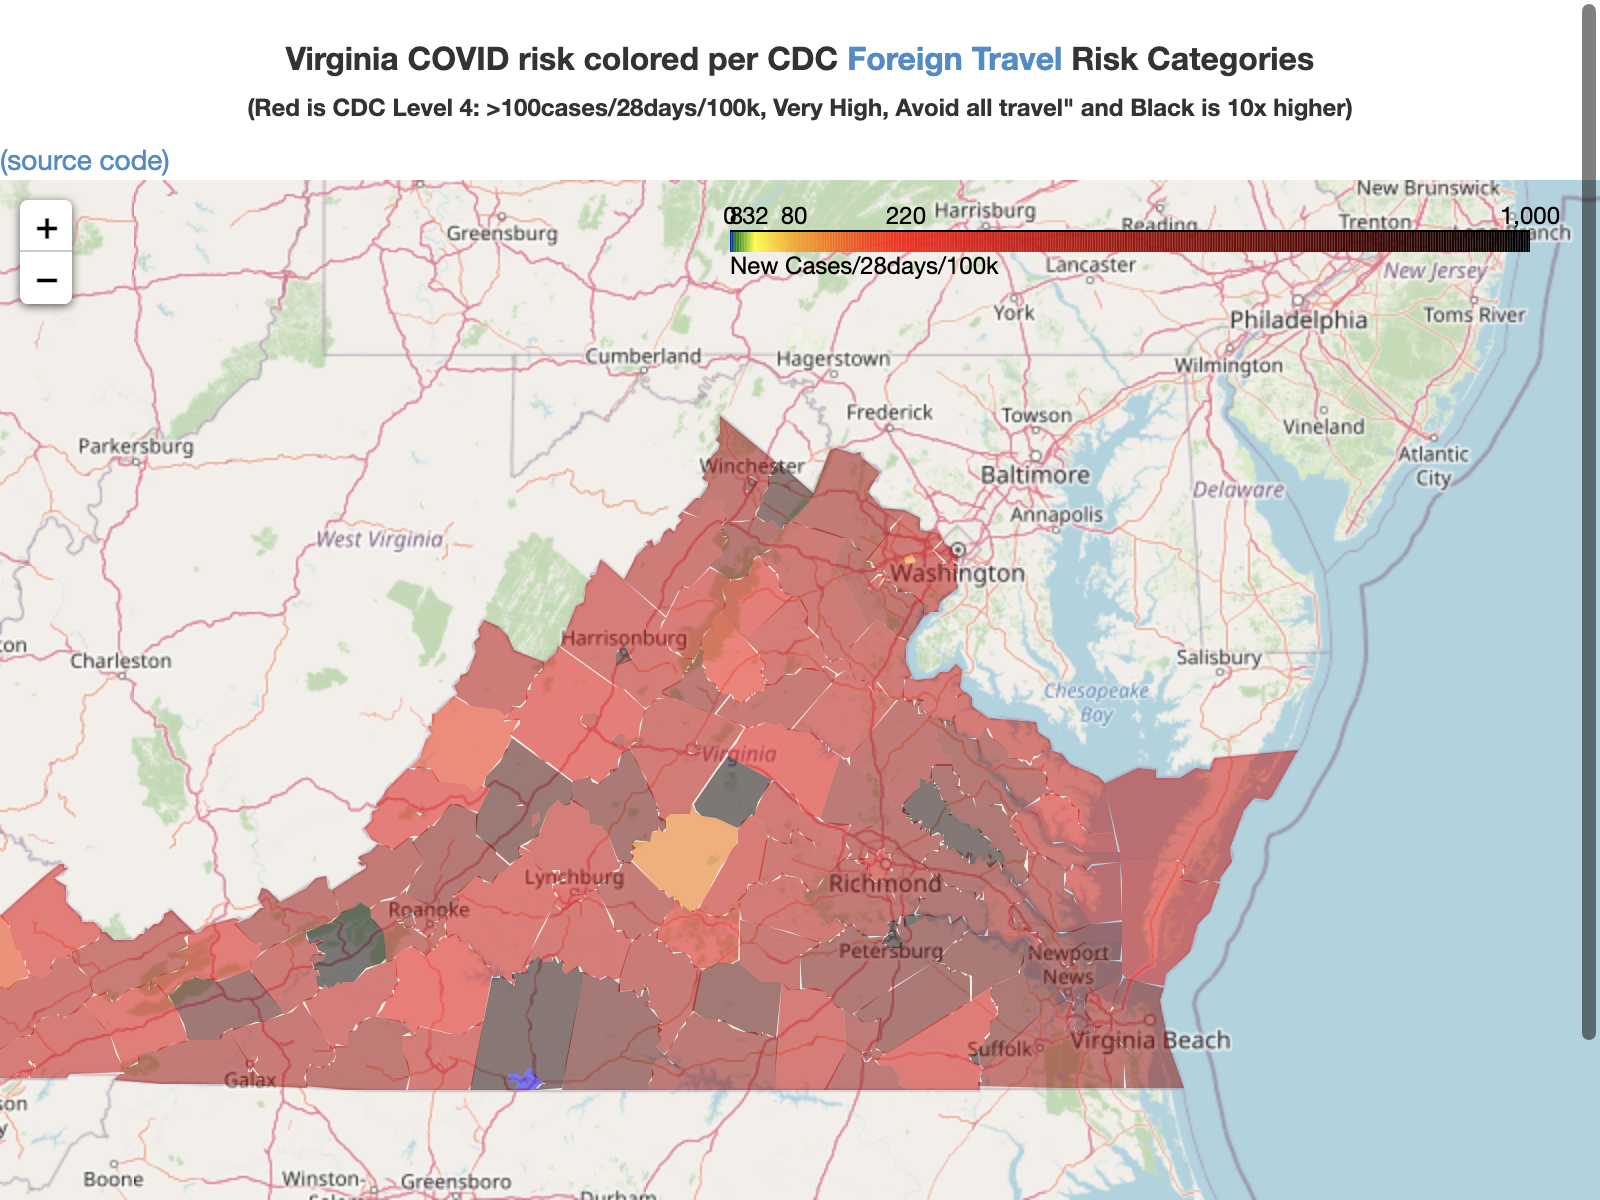 Virginia COVID risk colored per CDC Foreign Travel Risk Categories
(Red is CDC Level 4: >100cases/28days/100k, Very High, Avoid all travel" and Black is 10x higher)
(source code)
+
−
New Brunswick
0 8 32 80 220 1,000
Harrisburg
Reading
Trenton
Long Branch
Greensburg
New Cases/28days/100k
Lancaster
New Jersey
York
Philadelphia
Toms River
Cumberland
Hagerstown
Wilmington
Frederick
Towson
Vineland
Parkersburg
Atlantic
City
Winchester
Baltimore
Delaware
Annapolis
West Virginia
Washington
Harrisonburg
ton
Charleston
Salisbury
Chesapeake
Bay
Virginia
Lynchburg
Richmond
Roanoke
Petersburg
Newport
News
Virginia Beach
Suffolk
Galax
son
y
Boone
Winston-
Salem
Greensboro
Durham